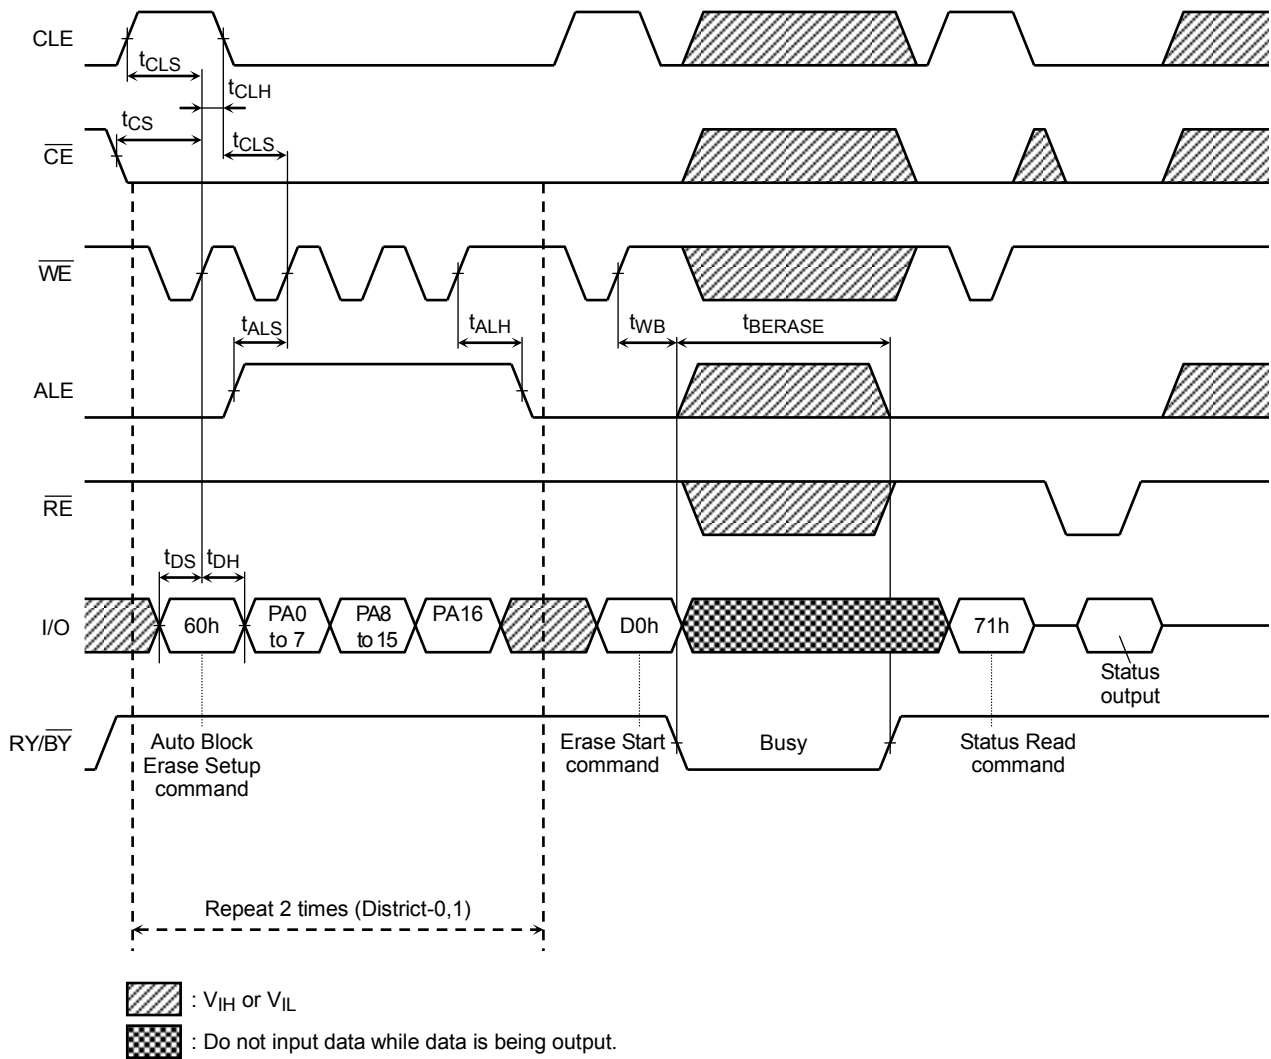 CLE
tCLS
tCLH
tCS
tCLS
CE
WE
tALS
tALH
tWB
tBERASE
ALE
RE
tDS
tDH
I/O
60h
PA0
to 7
PA8
to 15
PA16
D0h
71h
Status
output
RY/BY
Auto Block
Erase Setup
command
Erase Start
command
Busy
Status Read
command
Repeat 2 times (District-0,1)
: VIH or VIL
: Do not input data while data is being output.